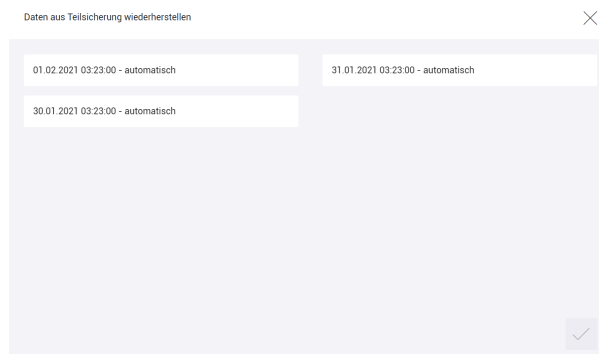 Daten aus Teilsicherung wiederherstellen
01.02.2021 03:23:00 - automatisch
31.01.2021 03:23:00 - automatisch
30.01.2021 03:23:00 - automatisch